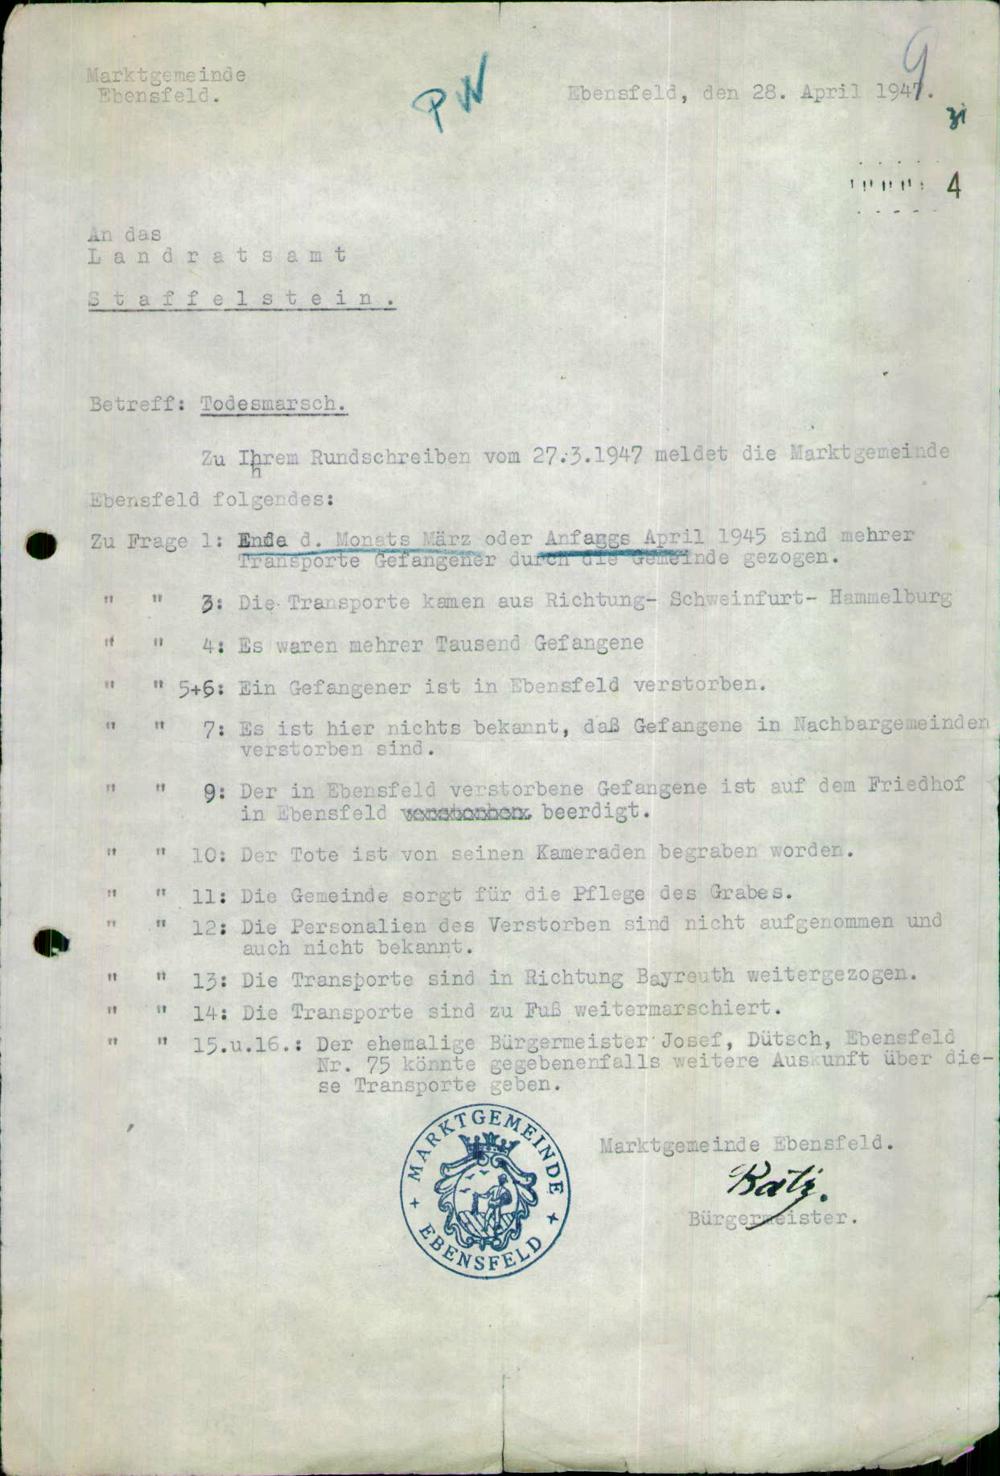 Marktgemeinde
Ebensfeld.
PW
Ebensfeld, den 28. April 1947.
9
zi
4
An das
Landratsamt
Staffelstein.
Betreff: Todesmarsch.
Zu Ihrem Rundschreiben vom 27.3.1947 meldet die Marktgemeinde
Ebensfeld folgendes:
Zu Frage 1: Ende d. Monats März oder Anfangs April 1945 sind mehrer
Transporte Gefangener durch die Gemeinde gezogen.
" " 3: Die Transporte kamen aus Richtung- Schweinfurt- Hammelburg
" " 4: Es waren mehrer Tausend Gefangene
" " 5+6: Ein Gefangener ist in Ebensfeld verstorben.
" " 7: Es ist hier nichts bekannt, daß Gefangene in Nachbargemeinden
verstorben sind.
" " 9: Der in Ebensfeld verstorbene Gefangene ist auf dem Friedhof
in Ebensfeld beerdigt.
" " 10: Der Tote ist von seinen Kameraden begraben worden.
" " 11: Die Gemeinde sorgt für die Pflege des Grabes.
" " 12: Die Personalien des Verstorben sind nicht aufgenommen und
auch nicht bekannt.
" " 13: Die Transporte sind in Richtung Bayreuth weitergezogen.
" " 14: Die Transporte sind zu Fuß weitermarschiert.
" " 15.u.16.: Der ehemalige Bürgermeister Josef, Dütsch, Ebensfeld
Nr. 75 könnte gegebenenfalls weitere Auskunft über die-
se Transporte geben.
MARKTGEMEINDE
EBENSFELD
Marktgemeinde Ebensfeld.
Ratz.
Bürgermeister.